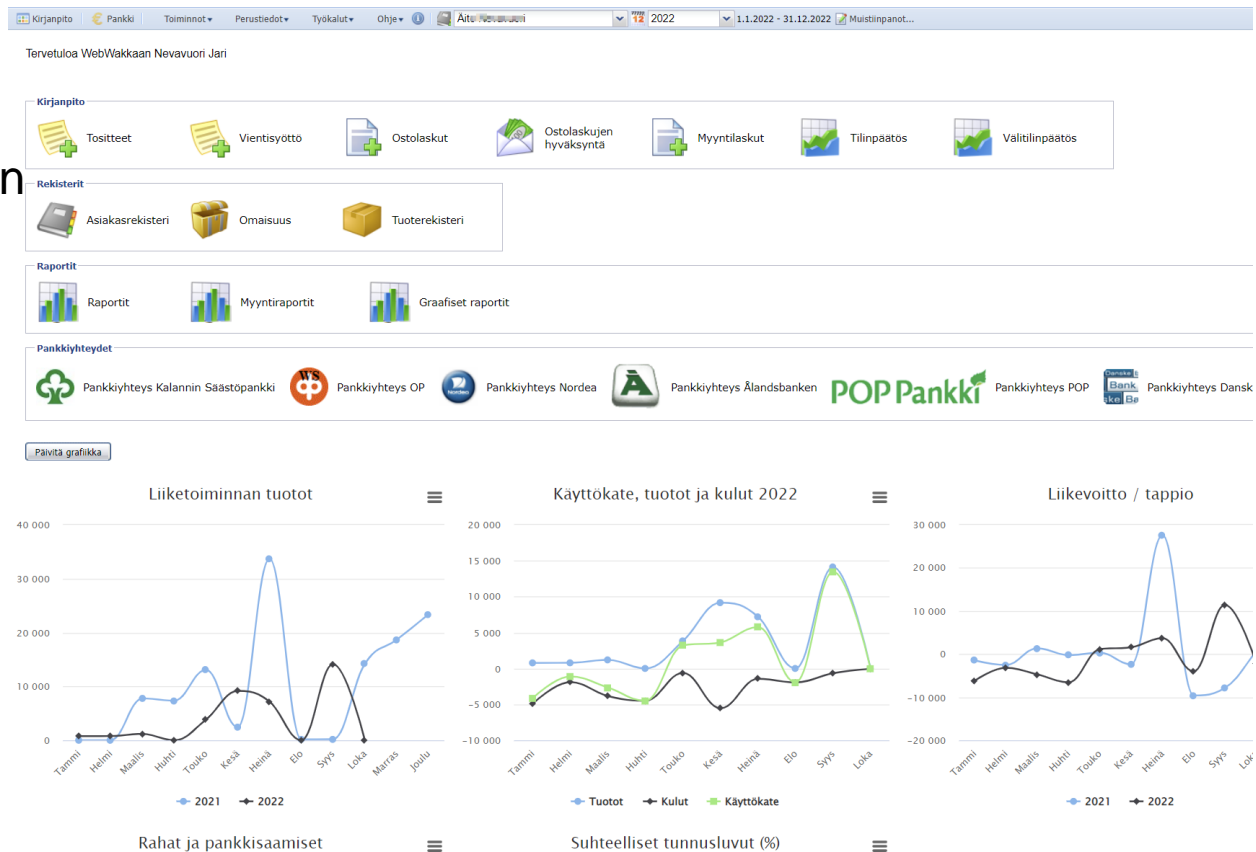 Kirjanpito Pankki Toiminnot Perustiedot Työkalut Ohje 2022 1.1.2022 - 31.12.2022 Muistiinpanot...
Tervetuloa WebWakkaan Nevavuori Jari
Kirjanpito
Tositteet Vientisyöttö Ostolaskut Ostolaskujen hyväksyntä Myyntilaskut Tilinpäätös Välitilinpäätös
n
Rekisterit
Asiakasrekisteri Omaisuus Tuoterekisteri
Raportit
Raportit Myyntiraportit Graafiset raportit
Pankkiyhteydet
Pankkiyhteys Kalannin Säästöpankki Pankkiyhteys OP Nordea Pankkiyhteys Nordea Pankkiyhteys Ålandsbanken POP Pankki Pankkiyhteys POP Bank Pankkiyhteys Dansk
Päivitä grafiikka
Liiketoiminnan tuotot
40 000
30 000
20 000
10 000
0
Tammi Helmi Maalis Huhti Touko Kesä Heinä Elo Syys Loka Marras Joulu
2021 2022
Käyttökate, tuotot ja kulut 2022
20 000
15 000
10 000
5 000
0
−5 000
−10 000
Tammi Helmi Maalis Huhti Touko Kesä Heinä Elo Syys Loka
Tuotot Kulut Käyttökate
Liikevoitto / tappio
30 000
20 000
10 000
0
−10 000
−20 000
Tammi Helmi Maalis Huhti Touko Kesä Heinä Elo Syys Lok
2021 2022
Rahat ja pankkisaamiset
Suhteelliset tunnusluvut (%)